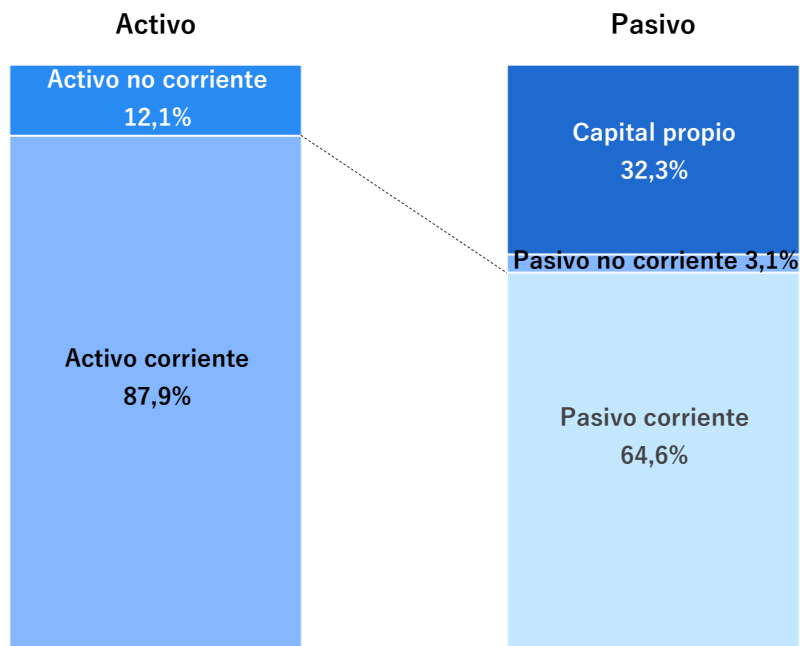 Activo
Pasivo
Activo no corriente
12,1%
Capital propio
32,3%
Pasivo no corriente 3,1%
Activo corriente
87,9%
Pasivo corriente
64,6%